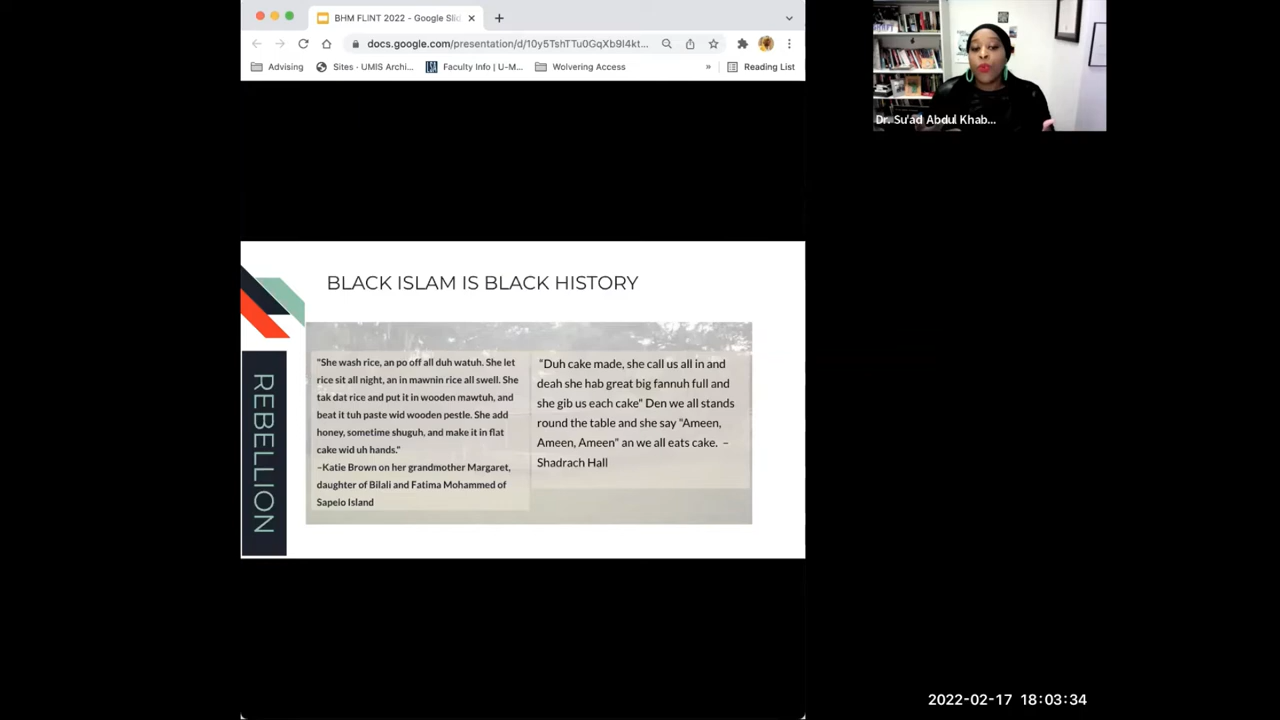 BHM FLINT 2022 - Google Slid
docs.google.com/presentation/d/10y5TshTTu0GqXb9I4kt...
Advising
Sites - UMIS Archi...
Faculty Info | U-M...
Wolvering Access
»
Reading List
Dr. Su'ad Abdul Khab...
BLACK ISLAM IS BLACK HISTORY
REBELLION
"She wash rice, an po off all duh watuh. She let
rice sit all night, an in mawnin rice all swell. She
tak dat rice and put it in wooden mawtuh, and
beat it tuh paste wid wooden pestle. She add
honey, sometime shuguh, and make it in flat
cake wid uh hands."
–Katie Brown on her grandmother Margaret,
daughter of Bilali and Fatima Mohammed of
Sapelo Island
"Duh cake made, she call us all in and
deah she hab great big fannuh full and
she gib us each cake" Den we all stands
round the table and she say "Ameen,
Ameen, Ameen" an we all eats cake. –
Shadrach Hall
2022-02-17 18:03:34